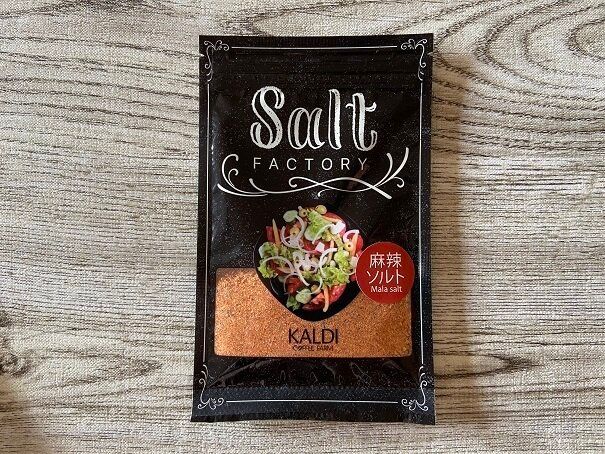 Salt
FACTORY
麻辣
ソルト
Mala salt
KALDI
COFFEE FARM